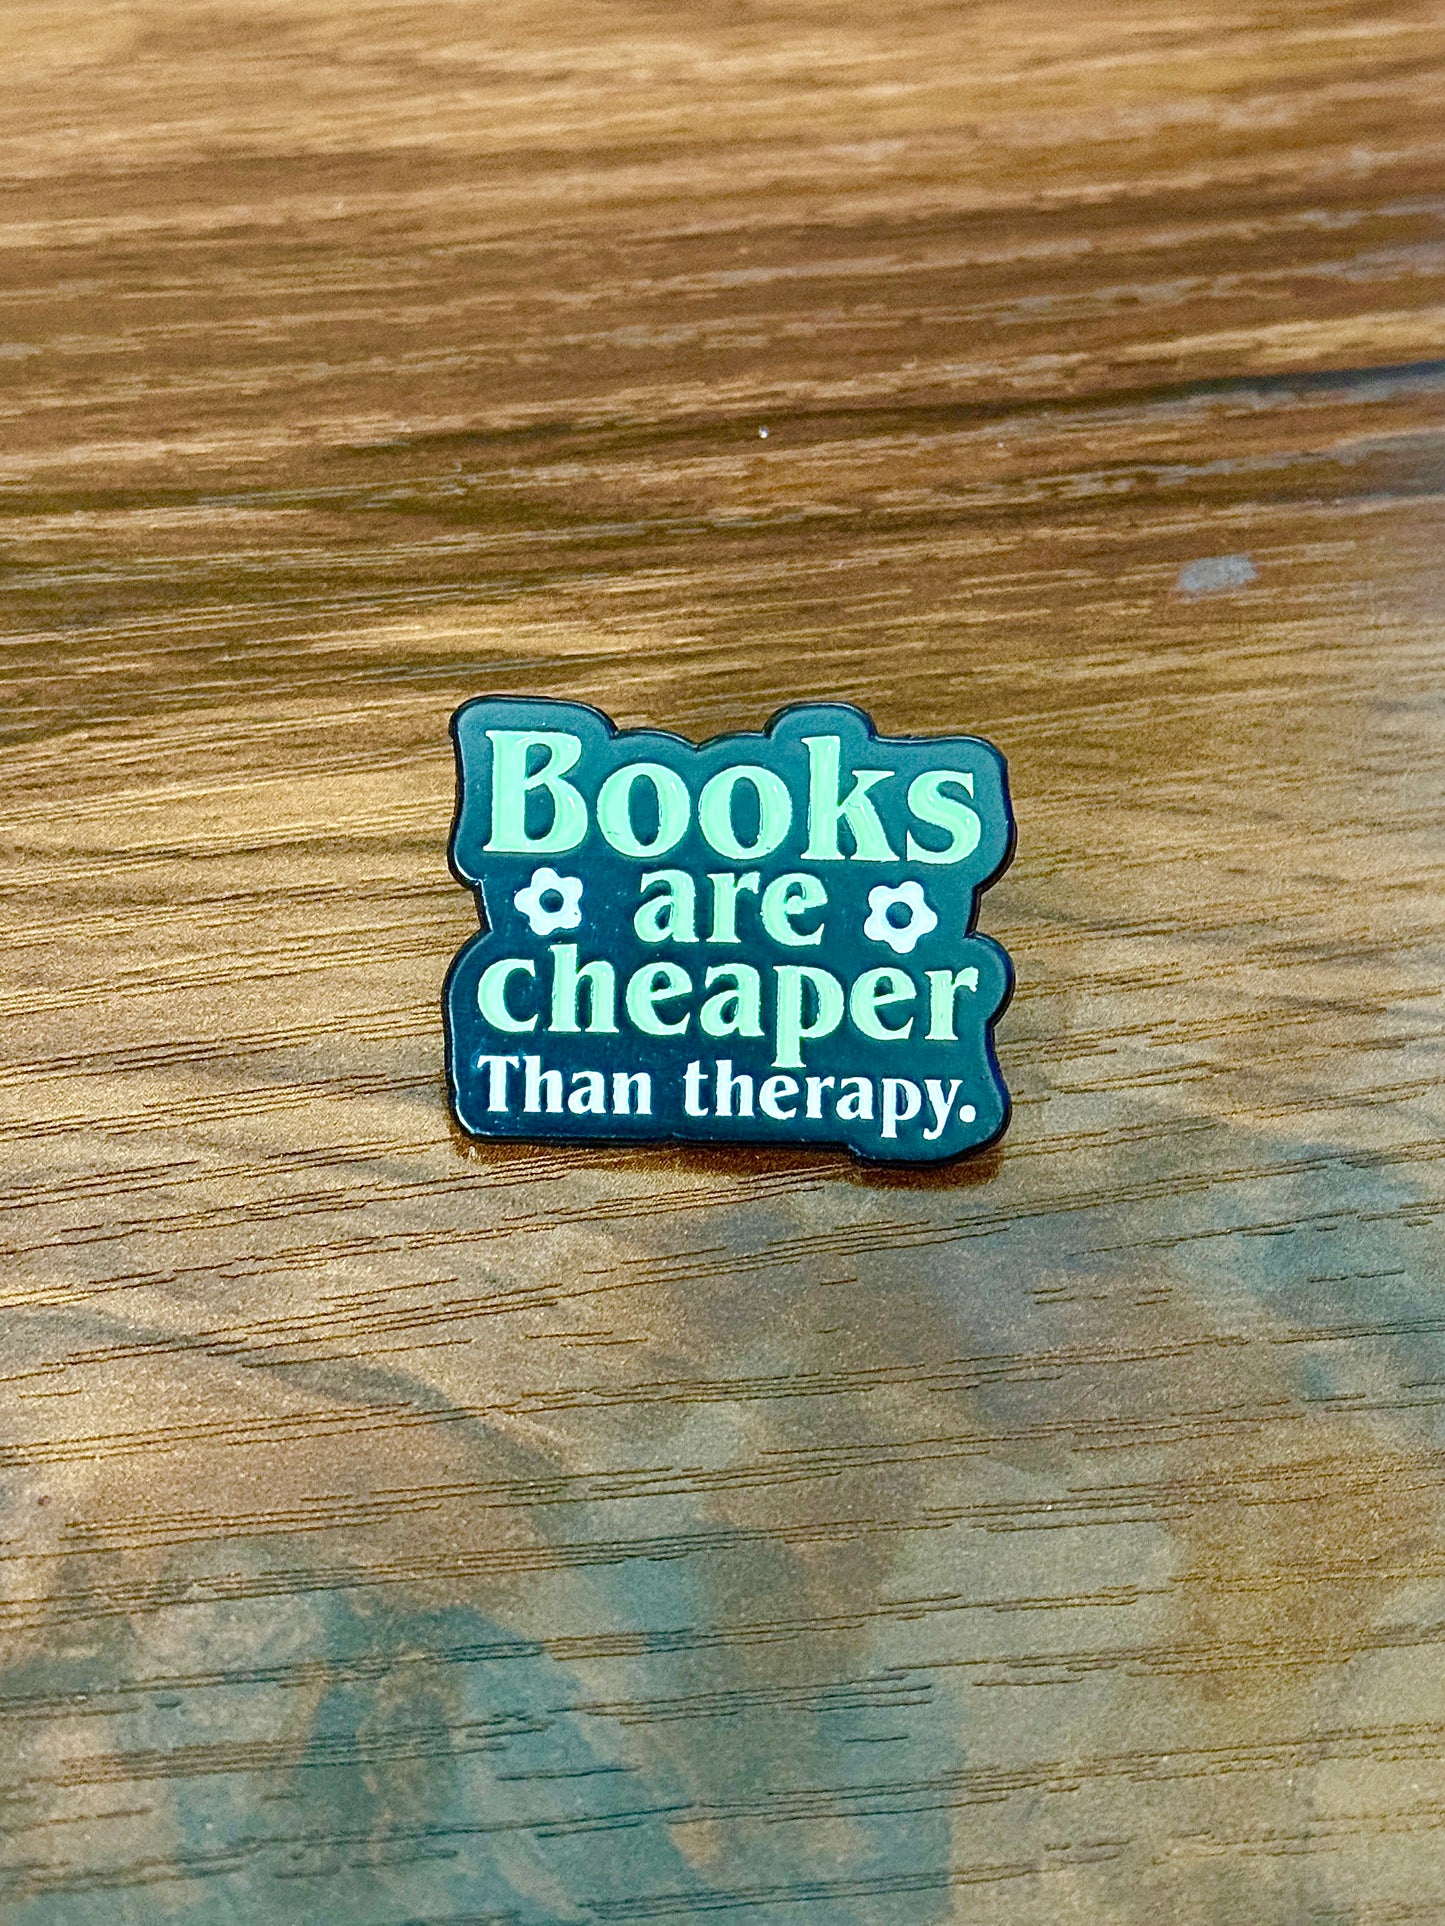 Books
are
cheaper
Than therapy.